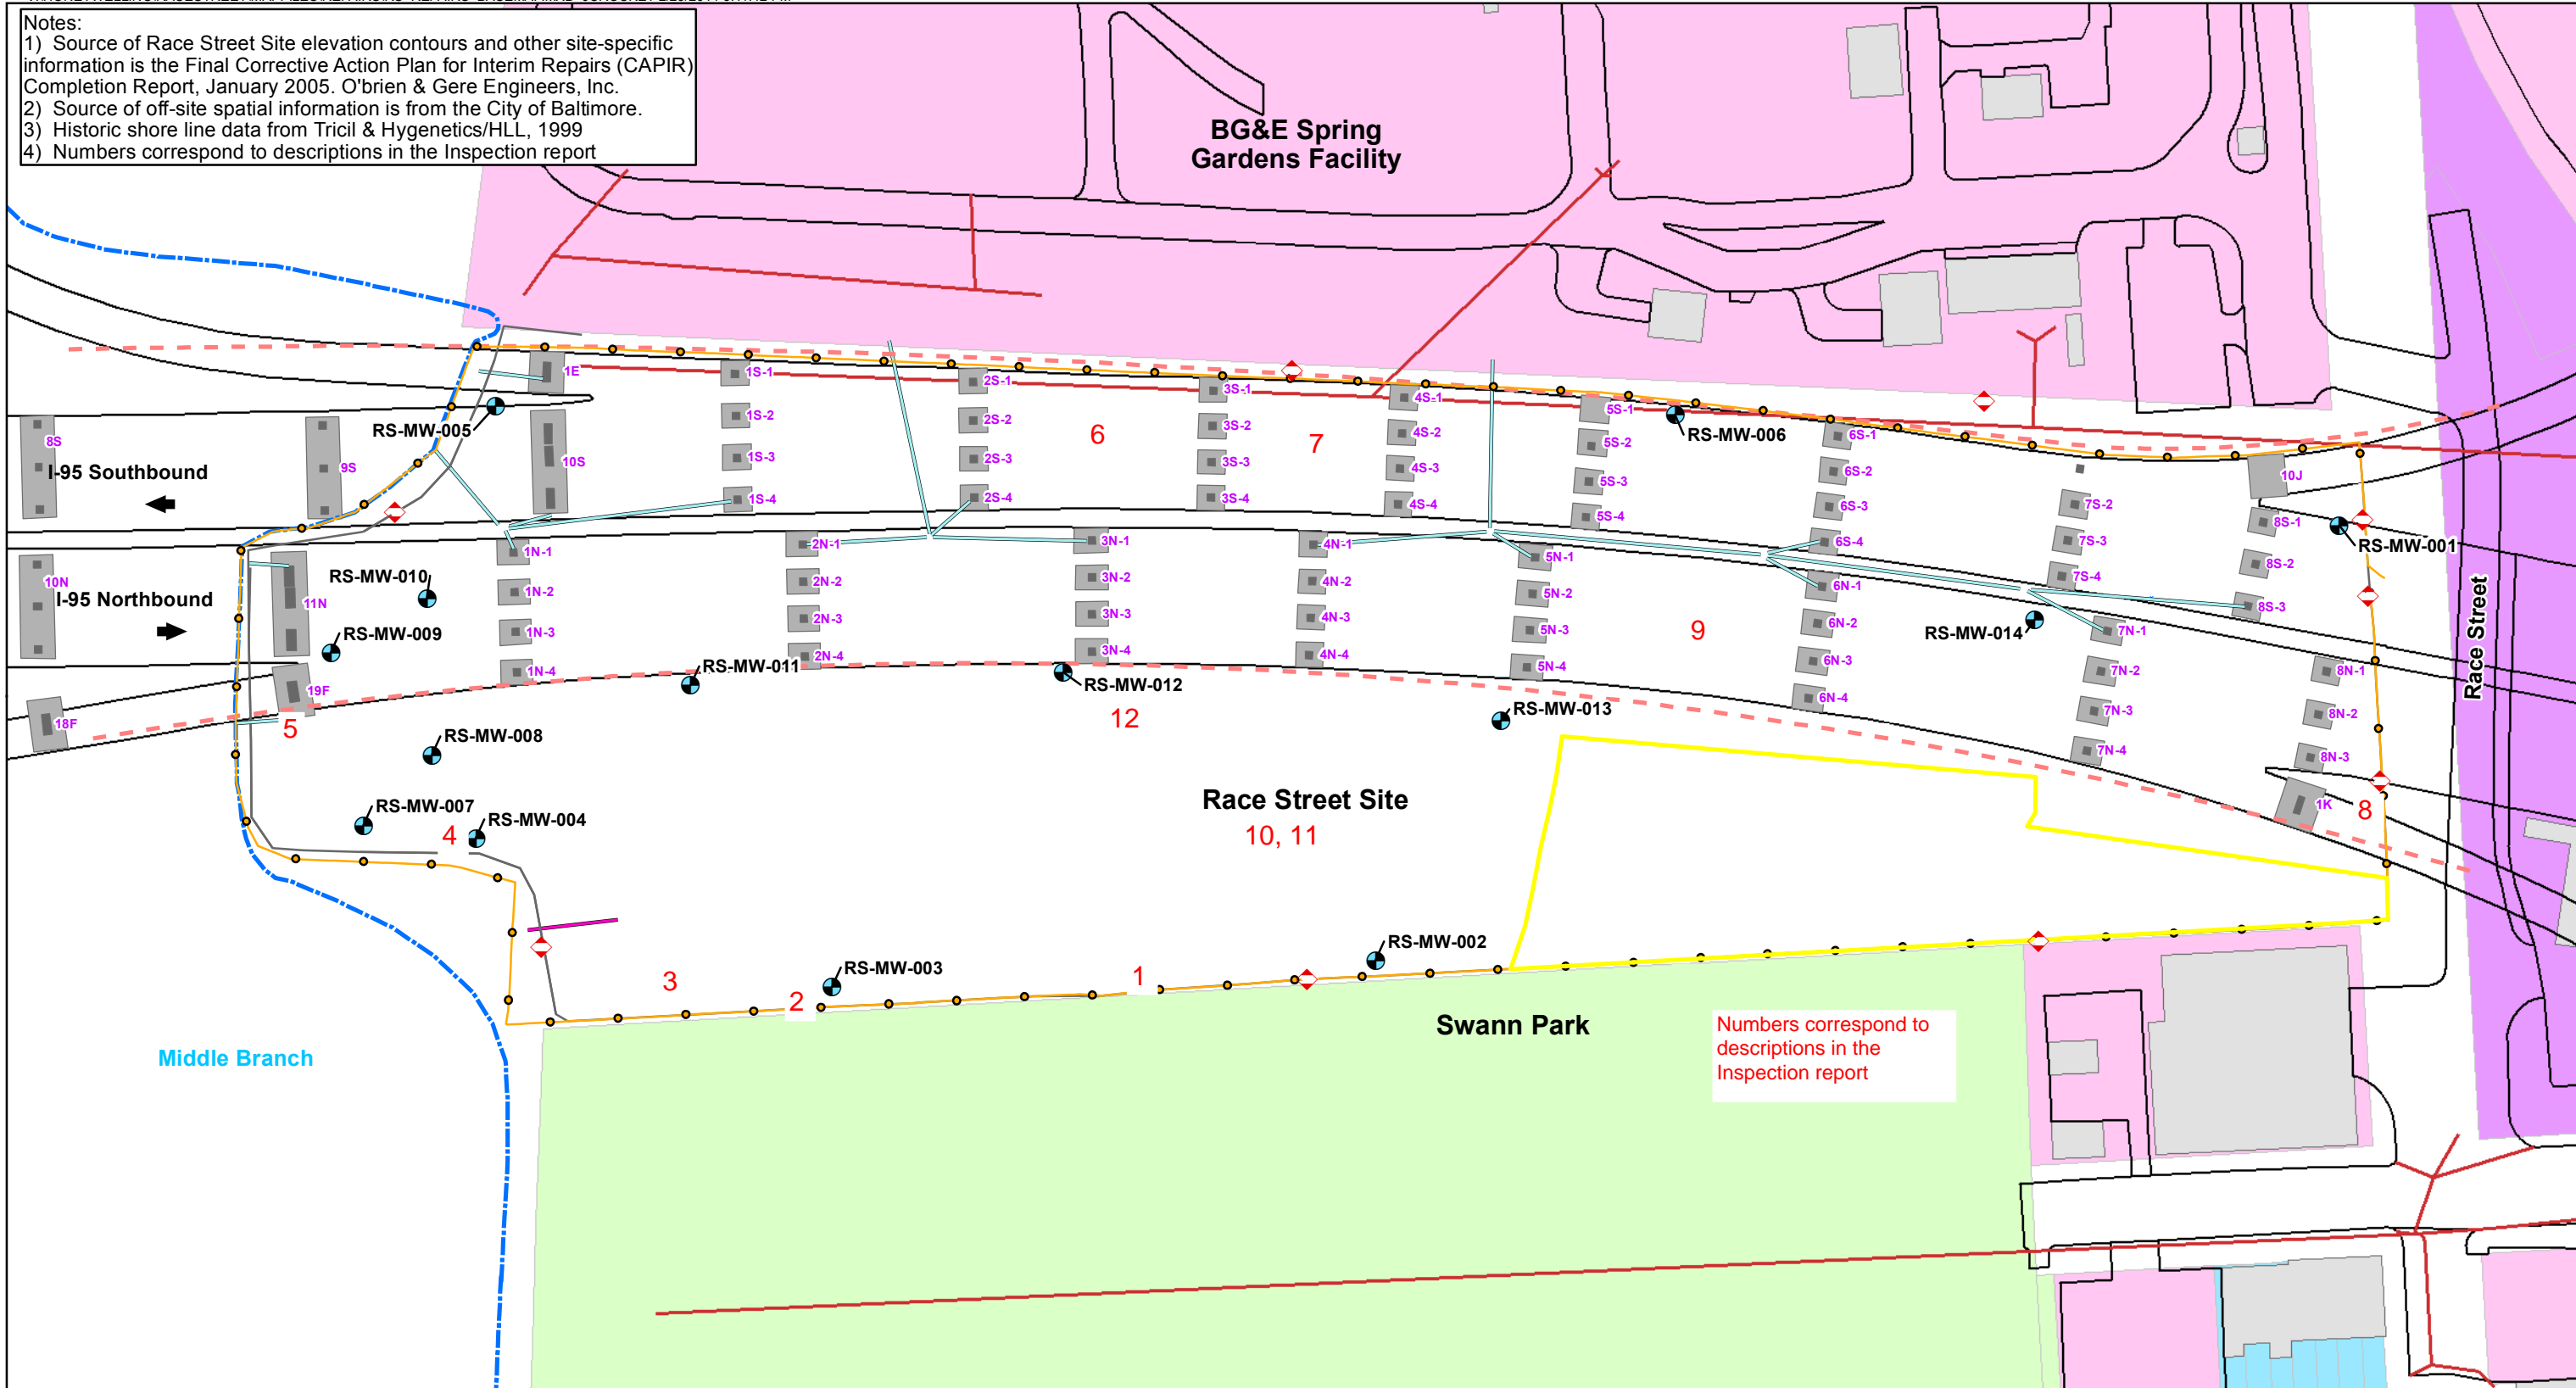 Notes:
1) Source of Race Street Site elevation contours and other site-specific
information is the Final Corrective Action Plan for Interim Repairs (CAPIR)
Completion Report, January 2005. O'brien & Gere Engineers, Inc.
2) Source of off-site spatial information is from the City of Baltimore.
3) Historic shore line data from Tricil & Hygenetics/HLL, 1999
4) Numbers correspond to descriptions in the Inspection report
BG&E Spring
Gardens Facility
1E
1S-1
2S-1
3S-1
4S-1
5S-1
6S-1
RS-MW-005
1S-2
2S-2
3S-2
4S-2
5S-2
RS-MW-006
6
7
8S
9S
10S
1S-3
2S-3
3S-3
4S-3
5S-3
6S-2
10J
I-95 Southbound
1S-4
2S-4
3S-4
4S-4
5S-4
6S-3
7S-2
8S-1
6S-4
7S-3
RS-MW-001
1N-1
2N-1
3N-1
4N-1
5N-1
8S-2
7S-4
10N
RS-MW-010
1N-2
2N-2
3N-2
4N-2
5N-2
6N-1
8S-3
I-95 Northbound
11N
RS-MW-009
1N-3
2N-3
3N-3
4N-3
5N-3
9
6N-2
RS-MW-014
7N-1
Race Street
1N-4
2N-4
3N-4
4N-4
5N-4
6N-3
7N-2
8N-1
RS-MW-011
RS-MW-012
19F
6N-4
7N-3
8N-2
18F
5
12
RS-MW-013
RS-MW-008
7N-4
8N-3
RS-MW-007
RS-MW-004
4
Race Street Site
10, 11
1K
8
RS-MW-002
RS-MW-003
3
2
1
Swann Park
Middle Branch
Numbers correspond to
descriptions in the
Inspection report